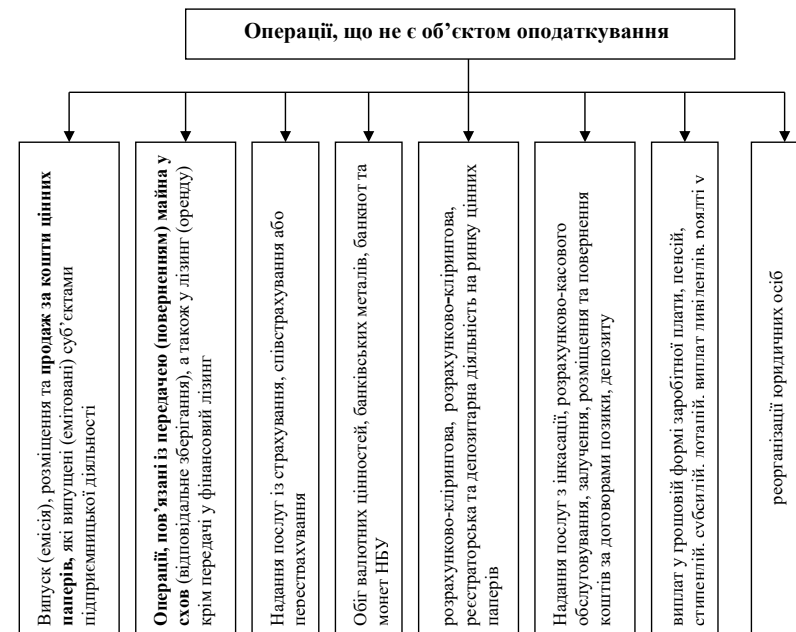 Операції, що не є об’єктом оподаткування
Випуск (емісія), розміщення та продаж за кошти цінних
паперів, які випущені (емітовані) суб’єктами
підприємницької діяльності
Операції, пов’язані із передачею (поверненням) майна у
схов (відповідальне зберігання), а також у лізинг (оренду)
крім передачі у фінансовий лізинг
Надання послуг із страхування, співстрахування або
перестрахування
Обіг валютних цінностей, банківських металів, банкнот та
монет НБУ
розрахунково-клірингова, розрахунково-клірингова,
реєстраторська та депозитарна діяльність на ринку цінних
паперів
Надання послуг з інкасації, розрахунково-касового
обслуговування, залучення, розміщення та повернення
коштів за договорами позики, депозиту
виплат у грошовій формі заробітної плати, пенсій,
стипендій, субсидій, дотацій, виплат дивідендів, роялті у
реорганізації юридичних осіб